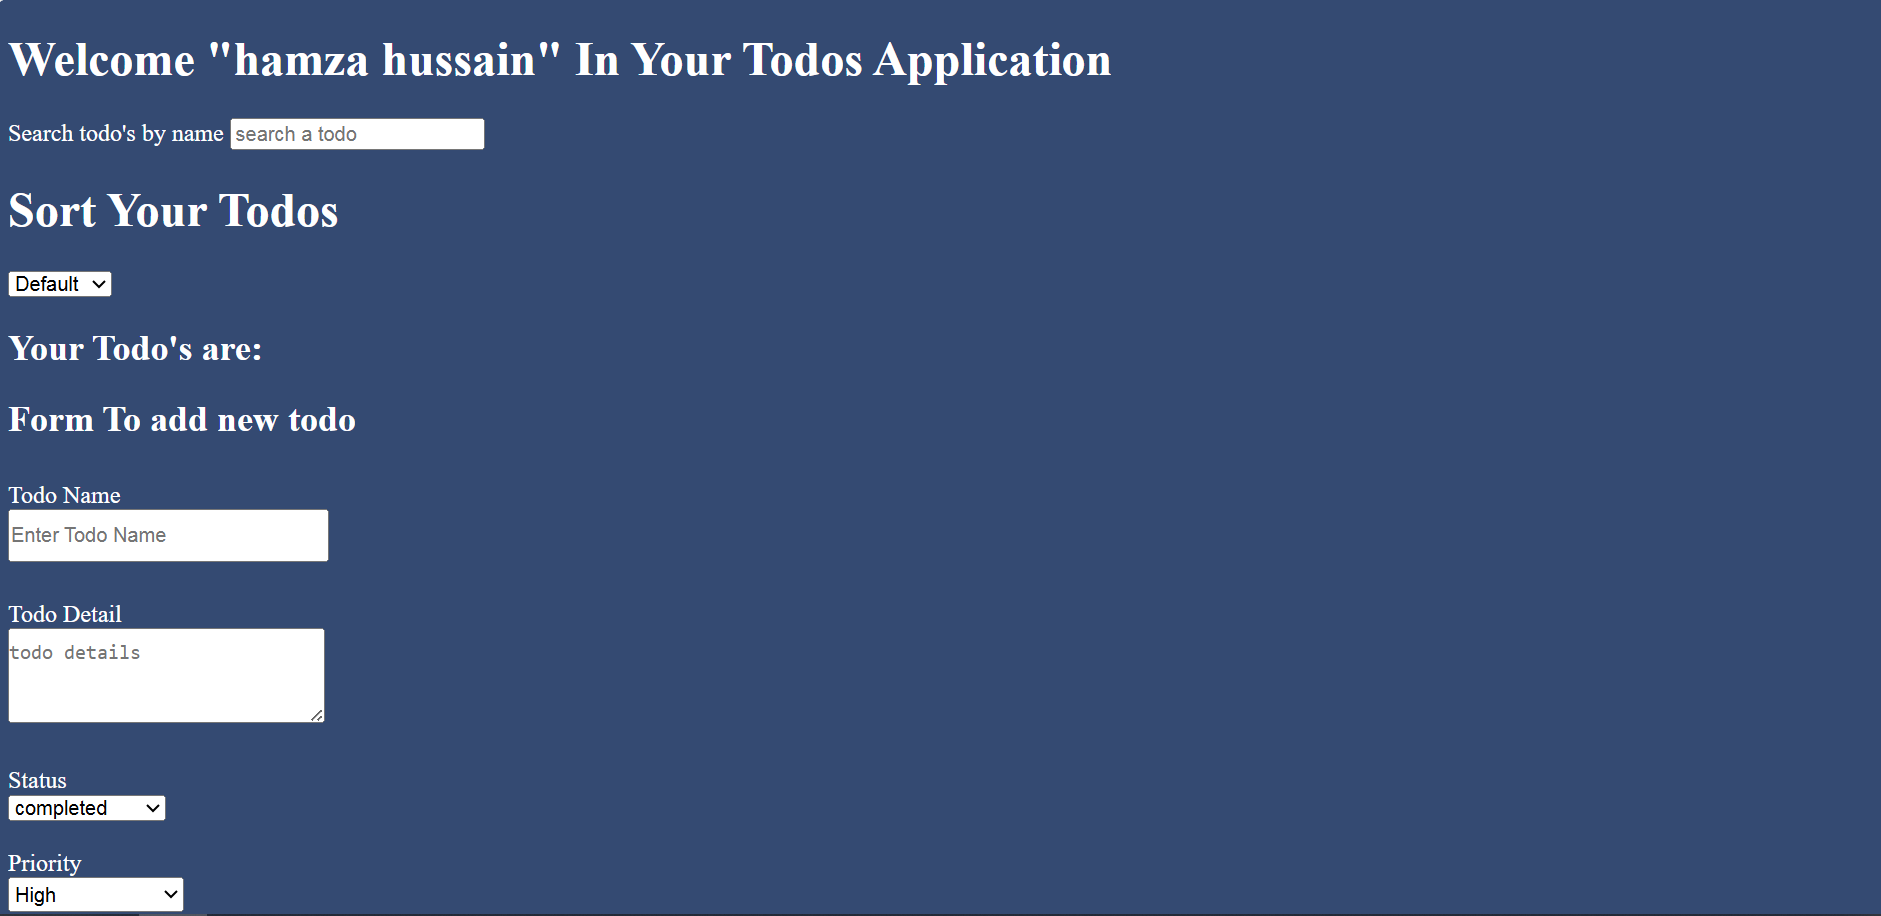 Welcome "hamza hussain" In Your Todos Application
Search todo's by name search a todo
Sort Your Todos
Default
Your Todo's are:
Form To add new todo
Todo Name
Enter Todo Name
Todo Detail
todo details
Status
completed
Priority
High